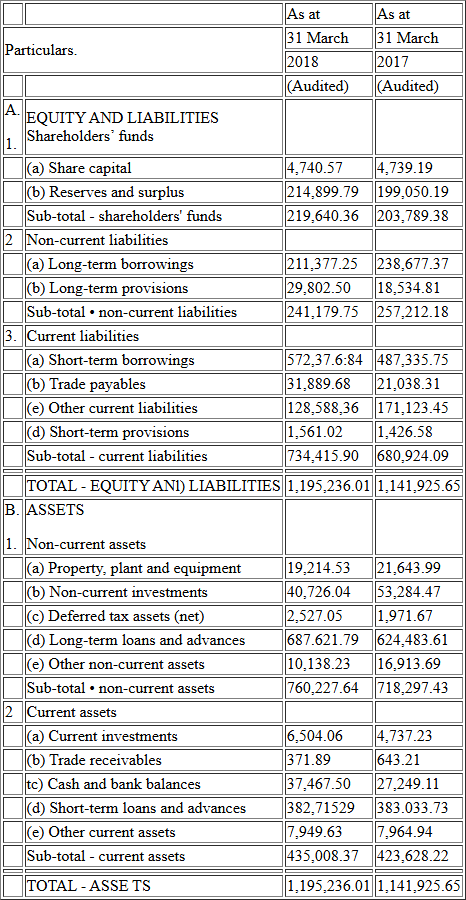 As at As at
31 March 31 March
Particulars.
2018 2017
(Audited) (Audited)
A. EQUITY AND LIABILITIES
1. Shareholders’ funds
(a) Share capital 4,740.57 4,739.19
(b) Reserves and surplus 214,899.79 199,050.19
Sub-total - shareholders' funds 219,640.36 203,789.38
2 Non-current liabilities
(a) Long-term borrowings 211,377.25 238,677.37
(b) Long-term provisions 29,802.50 18,534.81
Sub-total • non-current liabilities 241,179.75 257,212.18
3. Current liabilities
(a) Short-term borrowings 572,37.6:84 487,335.75
(b) Trade payables 31,889.68 21,038.31
(e) Other current liabilities 128,588,36 171,123.45
(d) Short-term provisions 1,561.02 1,426.58
Sub-total - current liabilities 734,415.90 680,924.09
TOTAL - EQUITY ANl) LIABILITIES 1,195,236.01 1,141,925.65
B. ASSETS
1. Non-current assets
(a) Property, plant and equipment 19,214.53 21,643.99
(b) Non-current investments 40,726.04 53,284.47
(c) Deferred tax assets (net) 2,527.05 1,971.67
(d) Long-term loans and advances 687.621.79 624,483.61
(e) Other non-current assets 10,138.23 16,913.69
Sub-total • non-current assets 760,227.64 718,297.43
2 Current assets
(a) Current investments 6,504.06 4,737.23
(b) Trade receivables 371.89 643.21
tc) Cash and bank balances 37,467.50 27,249.11
(d) Short-term loans and advances 382,71529 383.033.73
(e) Other current assets 7,949.63 7,964.94
Sub-total - current assets 435,008.37 423,628.22
TOTAL - ASSE TS 1,195,236.01 1,141,925.65